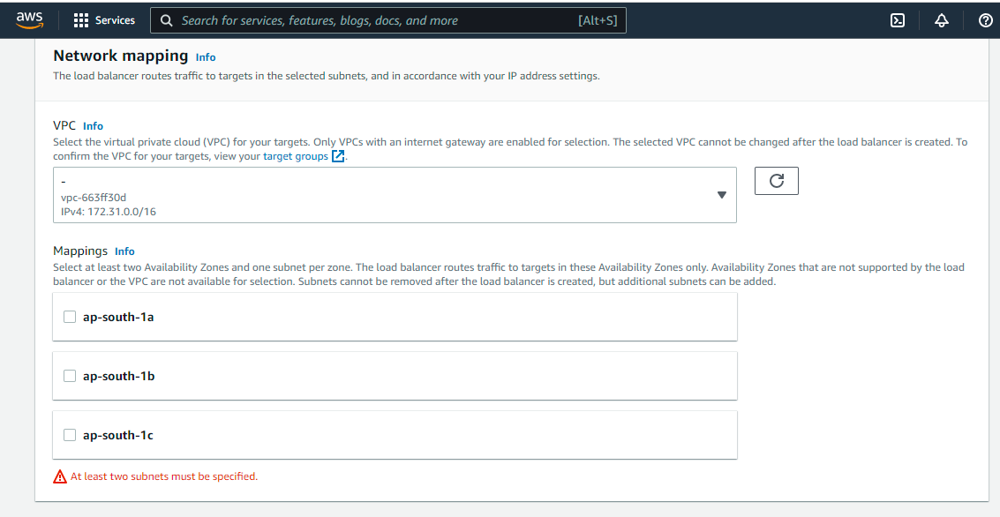 aws
Services
Search for services, features, blogs, docs, and more [Alt+S]
Network mapping Info
The load balancer routes traffic to targets in the selected subnets, and in accordance with your IP address settings.
VPC Info
Select the virtual private cloud (VPC) for your targets. Only VPCs with an internet gateway are enabled for selection. The selected VPC cannot be changed after the load balancer is created. To
confirm the VPC for your targets, view your target groups.
-
vpc-663ff30d
IPv4: 172.31.0.0/16
Mappings Info
Select at least two Availability Zones and one subnet per zone. The load balancer routes traffic to targets in these Availability Zones only. Availability Zones that are not supported by the load
balancer or the VPC are not available for selection. Subnets cannot be removed after the load balancer is created, but additional subnets can be added.
ap-south-1a
ap-south-1b
ap-south-1c
At least two subnets must be specified.